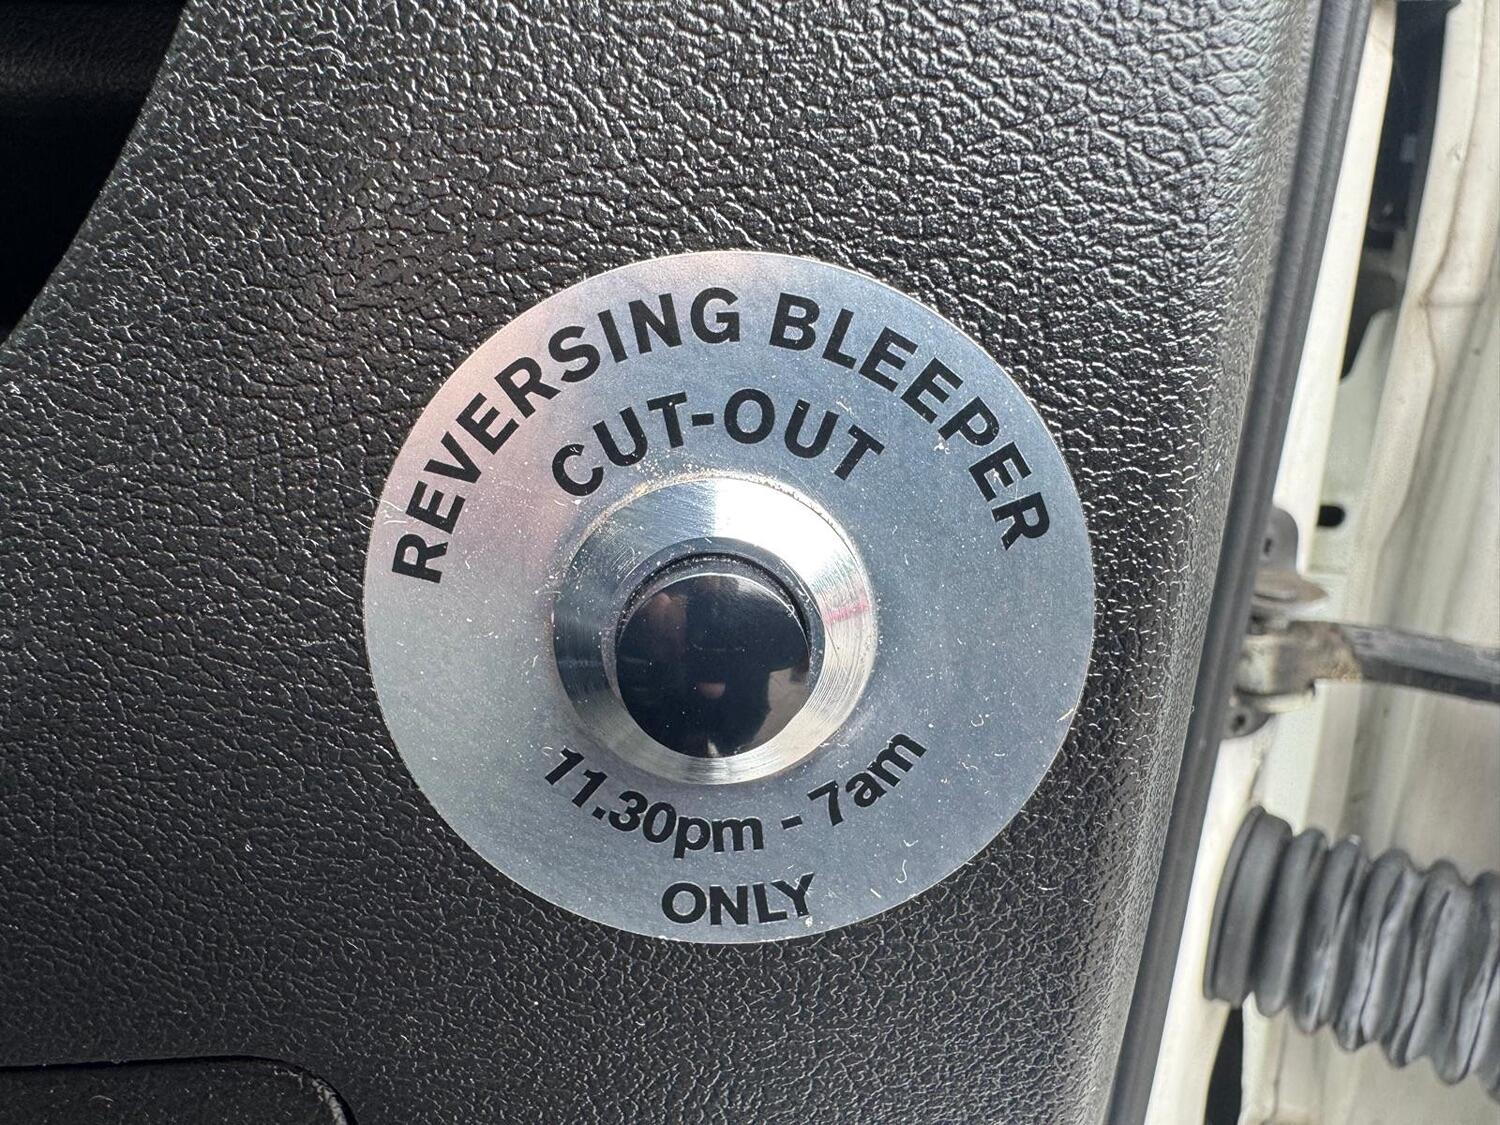 REVERSING BLEEPER
CUT-OUT
11.30pm - 7am
ONLY